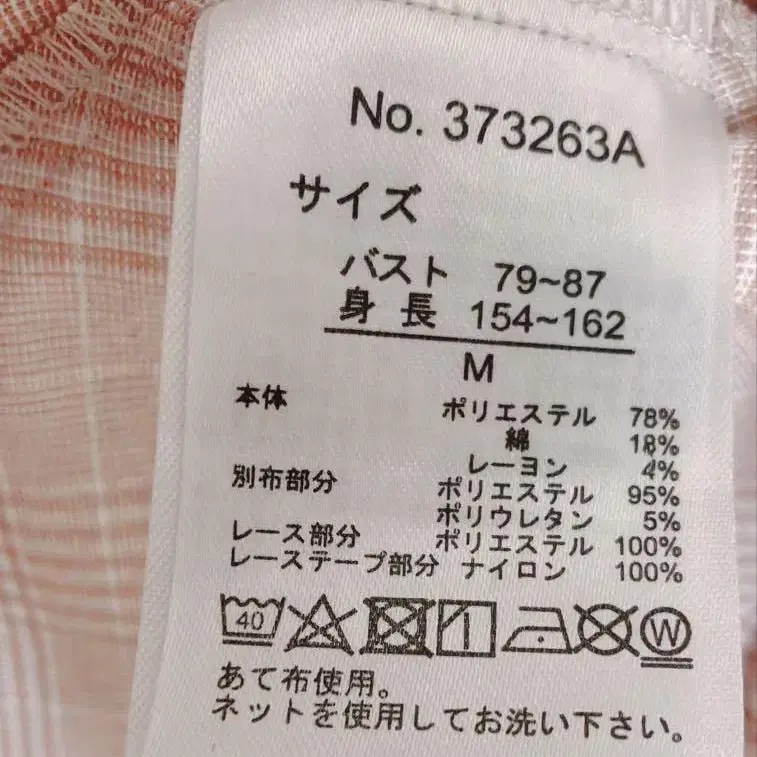 No. 373263A
サイズ
バスト 79~87
身 長 154~162
M
本体 ポリエステル 78%
綿 18%
レーヨン 4%
別布部分 ポリエステル 95%
ポリウレタン 5%
レース部分 ポリエステル 100%
レーステープ部分 ナイロン 100%
40 W
あて布使用。
ネットを使用してお洗い下さい。